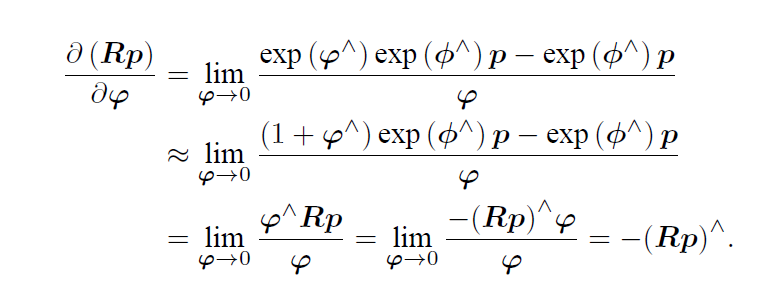 ∂(Rp)/∂φ = lim_{φ→0} (exp(φ^∧) exp(ϕ^∧) p − exp(ϕ^∧) p)/φ
≈ lim_{φ→0} ((1 + φ^∧) exp(ϕ^∧) p − exp(ϕ^∧) p)/φ
= lim_{φ→0} (φ^∧ Rp)/φ = lim_{φ→0} (−(Rp)^∧ φ)/φ = −(Rp)^∧.